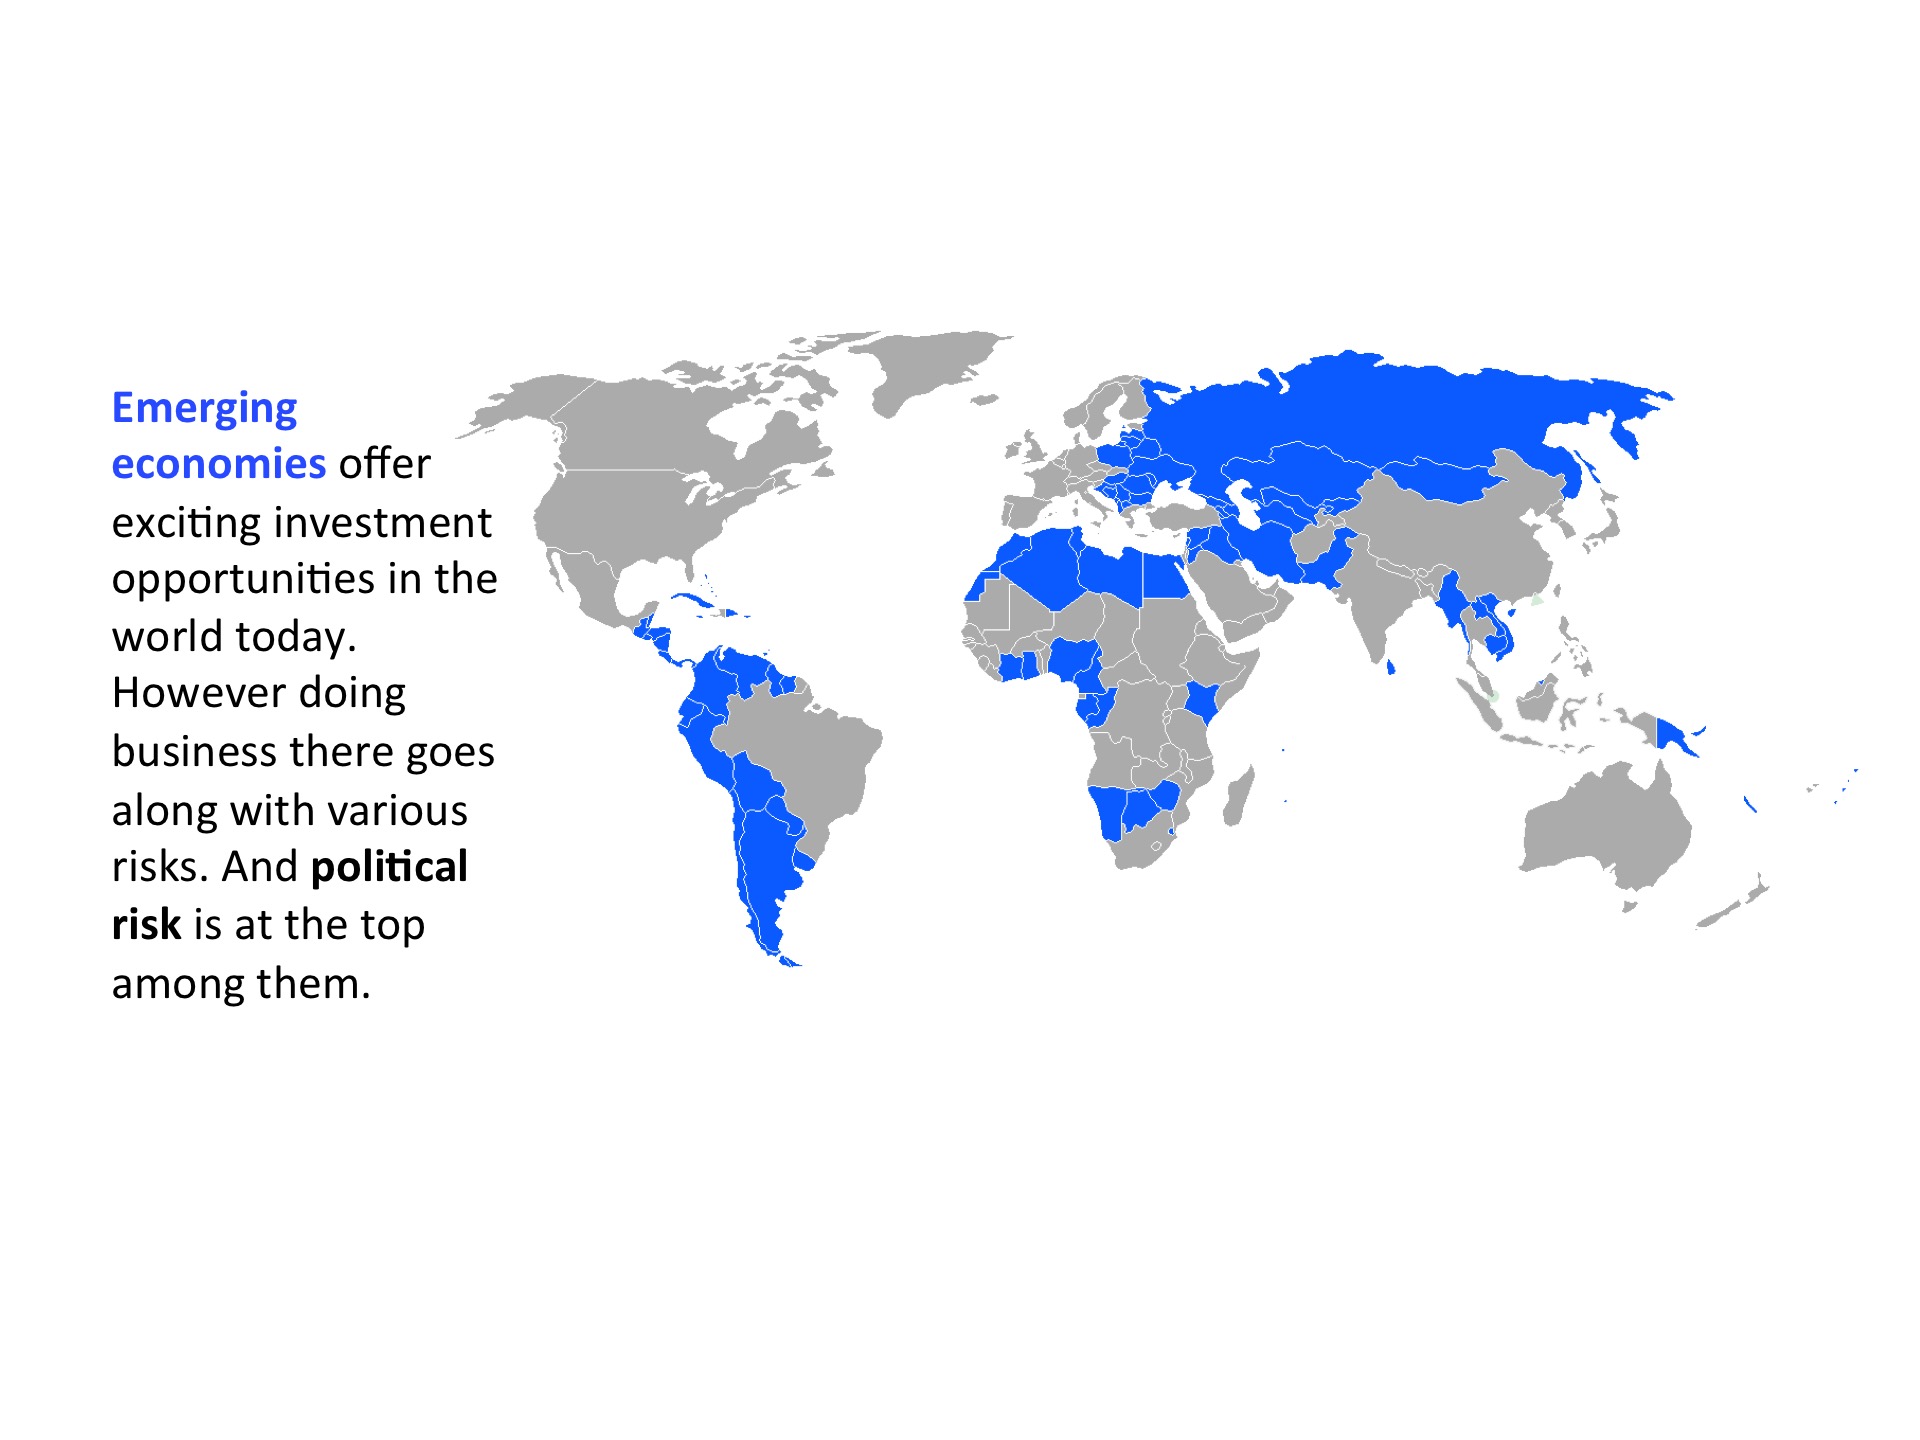 Emerging
economies offer
exciting investment
opportunities in the
world today.
However doing
business there goes
along with various
risks. And political
risk is at the top
among them.